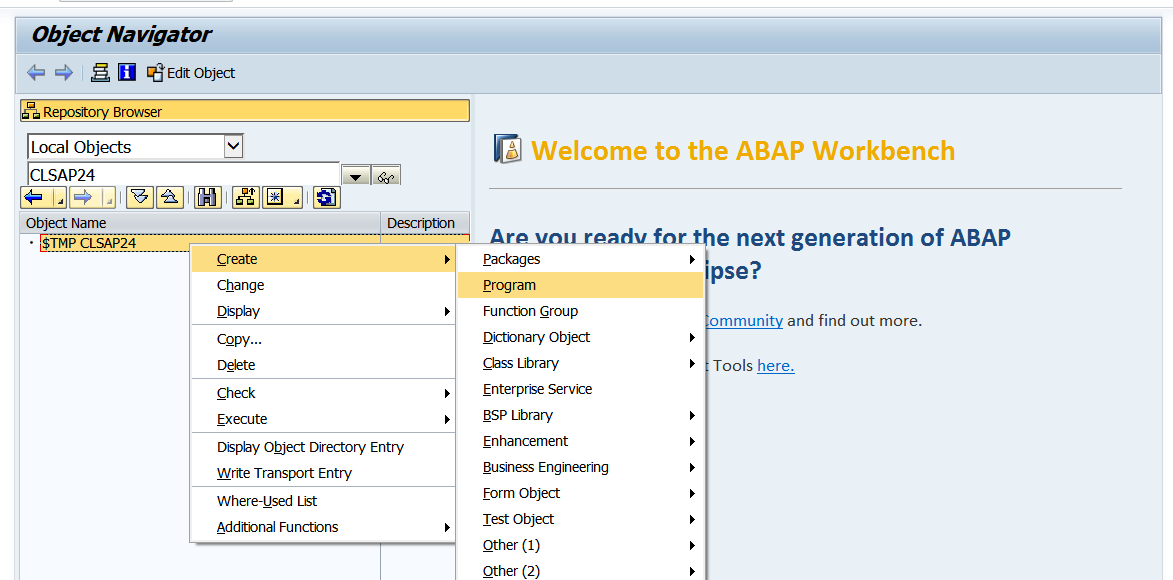 Object Navigator
Edit Object
Repository Browser
Local Objects
CLSAP24
Object Name Description
$TMP CLSAP24
Create
Change
Display
Copy...
Delete
Check
Execute
Display Object Directory Entry
Write Transport Entry
Where-Used List
Additional Functions
Packages
Program
Function Group
Dictionary Object
Class Library
Enterprise Service
BSP Library
Enhancement
Business Engineering
Form Object
Test Object
Other (1)
Other (2)
Welcome to the ABAP Workbench
Are you ready for the next generation of ABAP
ipse?
Community and find out more.
t Tools here.